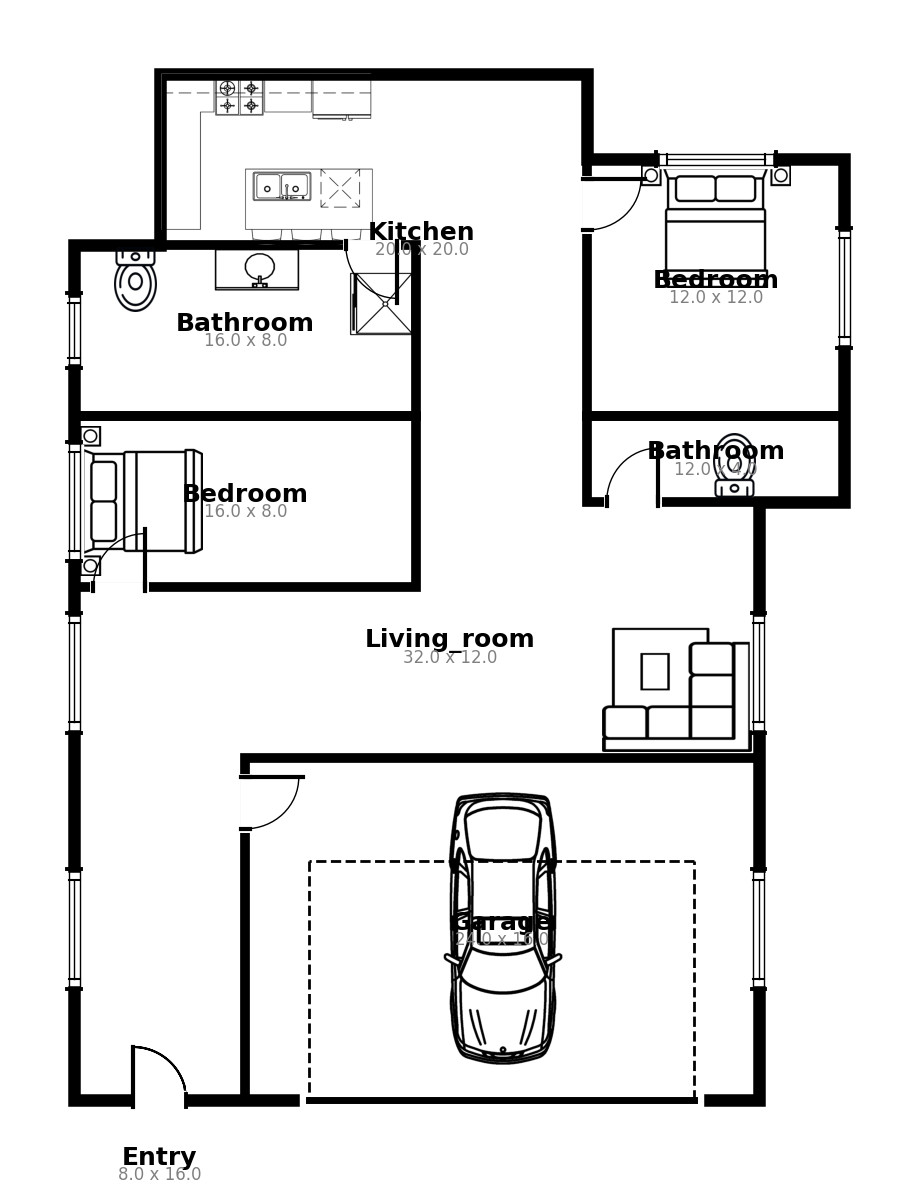 Kitchen
20.0 x 20.0
Bedroom
12.0 x 12.0
Bathroom
16.0 x 8.0
Bathroom
12.0 x 4.0
Bedroom
16.0 x 8.0
Living_room
32.0 x 12.0
Garage
24.0 x 16.0
Entry
8.0 x 16.0